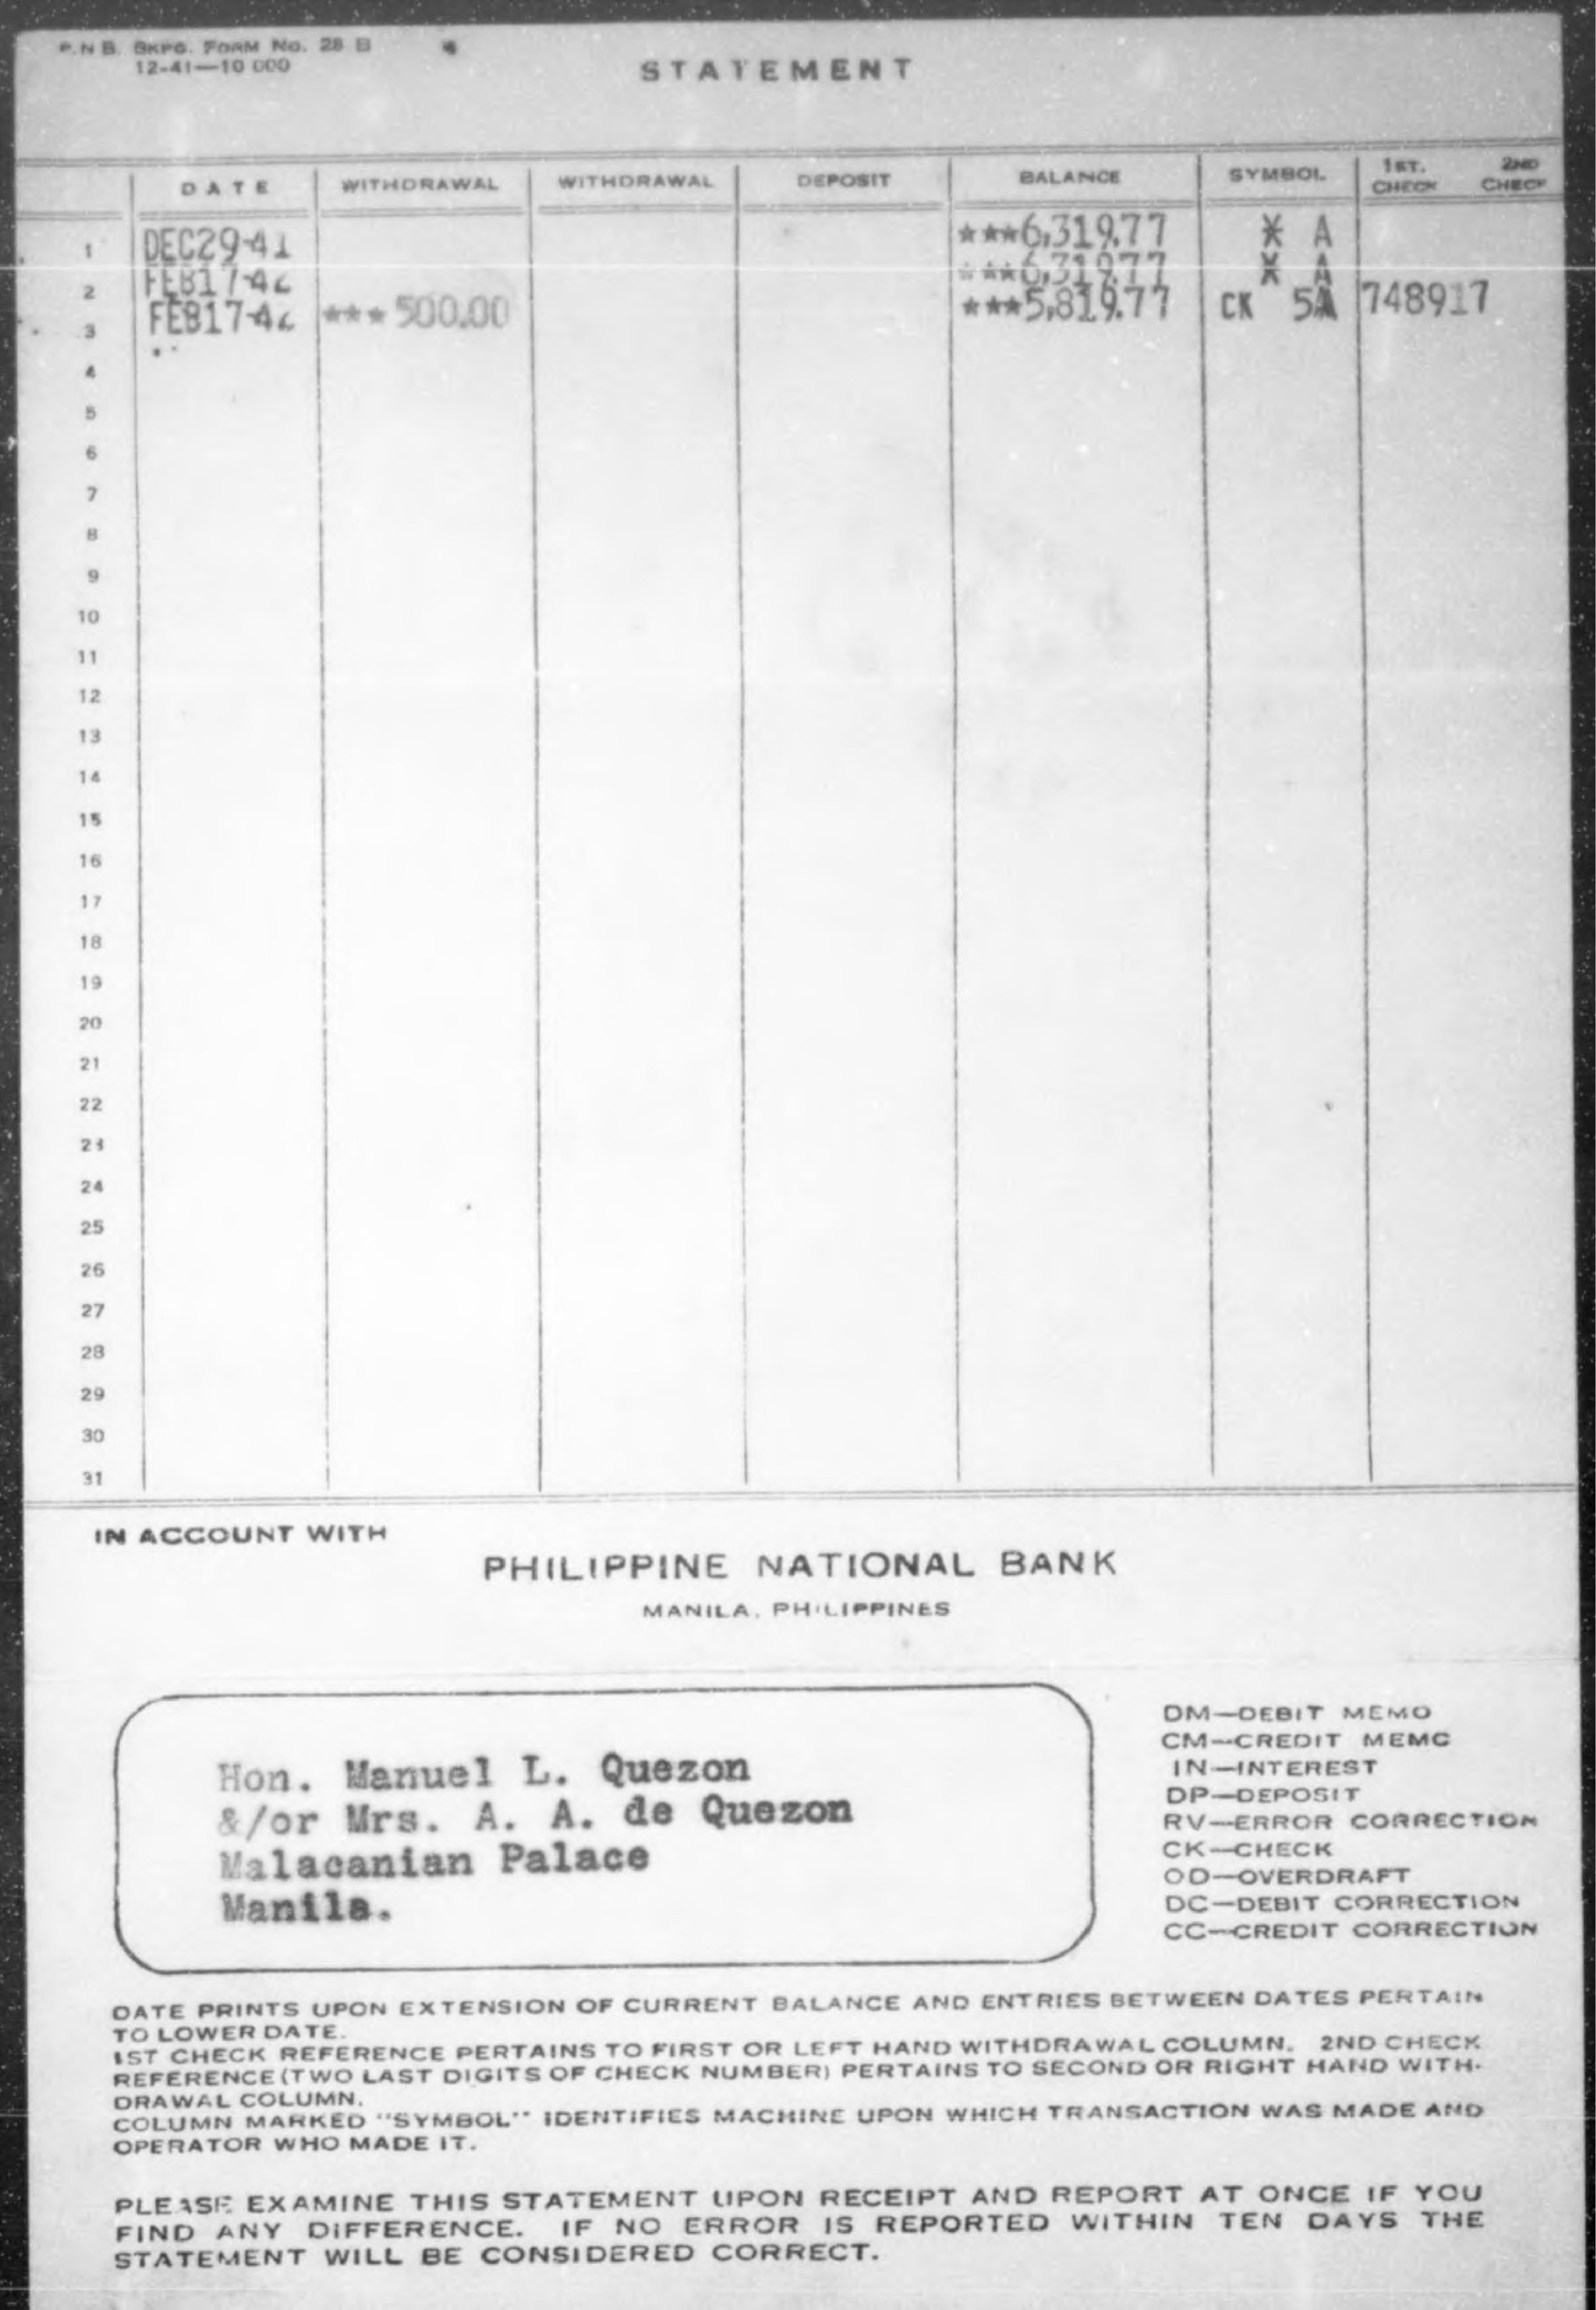 P.N B. BKPG. FORM NO. 28 B
12-41—10 000
STATEMENT
DATE WITHDRAWAL WITHDRAWAL DEPOSIT BALANCE SYMBOL 1ST. CHECK 2ND CHECK
1 DEC29-41 ***6,319.77 * A
2 FEB17-42 ***6,319.77 * A
3 FEB17-42 ***500.00 ***5,819.77 CK 5A 748917
4
5
6
7
8
9
10
11
12
13
14
15
16
17
18
19
20
21
22
23
24
25
26
27
28
29
30
31
IN ACCOUNT WITH
PHILIPPINE NATIONAL BANK
MANILA, PHILIPPINES
Hon. Manuel L. Quezon
&/or Mrs. A. A. de Quezon
Malacanian Palace
Manila.
DM—DEBIT MEMO
CM—CREDIT MEMO
IN—INTEREST
DP—DEPOSIT
RV—ERROR CORRECTION
CK—CHECK
OD—OVERDRAFT
DC—DEBIT CORRECTION
CC—CREDIT CORRECTION
DATE PRINTS UPON EXTENSION OF CURRENT BALANCE AND ENTRIES BETWEEN DATES PERTAIN
TO LOWER DATE.
1ST CHECK REFERENCE PERTAINS TO FIRST OR LEFT HAND WITHDRAWAL COLUMN. 2ND CHECK
REFERENCE (TWO LAST DIGITS OF CHECK NUMBER) PERTAINS TO SECOND OR RIGHT HAND WITH-
DRAWAL COLUMN.
COLUMN MARKED "SYMBOL" IDENTIFIES MACHINE UPON WHICH TRANSACTION WAS MADE AND
OPERATOR WHO MADE IT.
PLEASE EXAMINE THIS STATEMENT UPON RECEIPT AND REPORT AT ONCE IF YOU
FIND ANY DIFFERENCE. IF NO ERROR IS REPORTED WITHIN TEN DAYS THE
STATEMENT WILL BE CONSIDERED CORRECT.